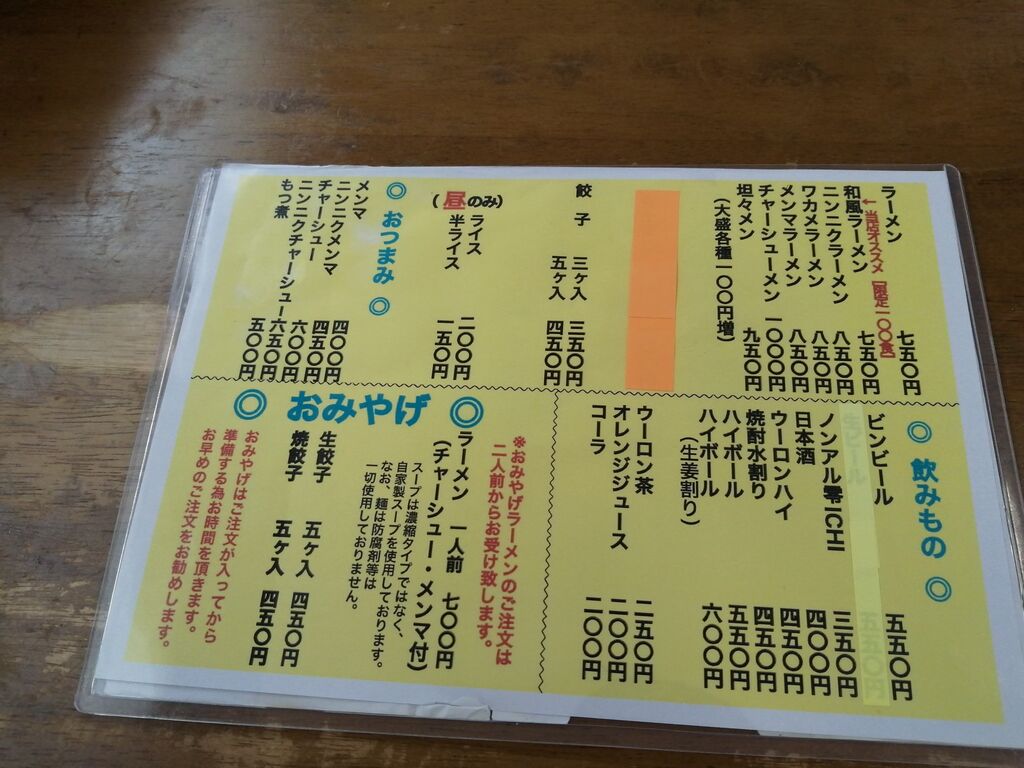 ラーメン 七五〇円
←当店オススメ【限定一〇〇食】
和風ラーメン 七五〇円
ニンニクラーメン 八五〇円
ワカメラーメン 八五〇円
メンマラーメン 八五〇円
チャーシューメン 一〇〇〇円
坦々メン 九五〇円
(大盛各種一〇〇円増)
餃子 三ヶ入 三五〇円
五ヶ入 四五〇円
ライス 二〇〇円
半ライス 一五〇円
(昼のみ)
◎ おつまみ ◎
メンマ 四〇〇円
ニンニクメンマ 四五〇円
チャーシュー 六〇〇円
ニンニクチャーシュー 六五〇円
もつ煮 五〇〇円
◎ 飲みもの ◎
ビンビール 五五〇円
生ビール 五五〇円
ノンアル零ICHI 三五〇円
日本酒 四〇〇円
ウーロンハイ 四五〇円
焼酎水割り 四五〇円
ハイボール 五五〇円
ハイボール 六〇〇円
(生姜割り)
ウーロン茶 二五〇円
オレンジジュース 二〇〇円
コーラ 二〇〇円
◎ おみやげ ◎
※おみやげラーメンのご注文は
二人前からお受け致します。
ラーメン 一人前 七〇〇円
(チャーシュー・メンマ付)
スープは濃縮タイプではなく、
自家製スープを使用しております。
なお、麺は防腐剤等は
一切使用しておりません。
生餃子 五ヶ入 四五〇円
焼餃子 五ヶ入 四五〇円
おみやげはご注文が入ってから
準備する為お時間を頂きます。
お早めのご注文をお勧めします。